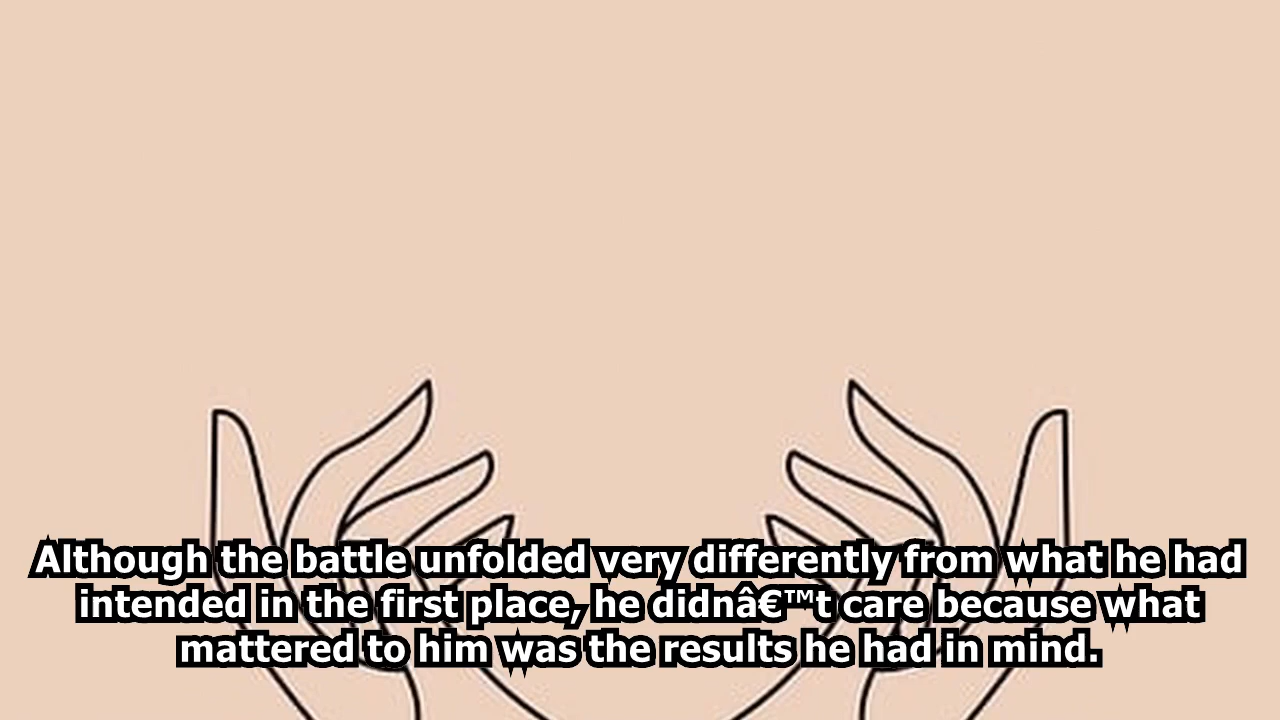 Although the battle unfolded very differently from what he had
intended in the first place, he didnâ€™t care because what
mattered to him was the results he had in mind.